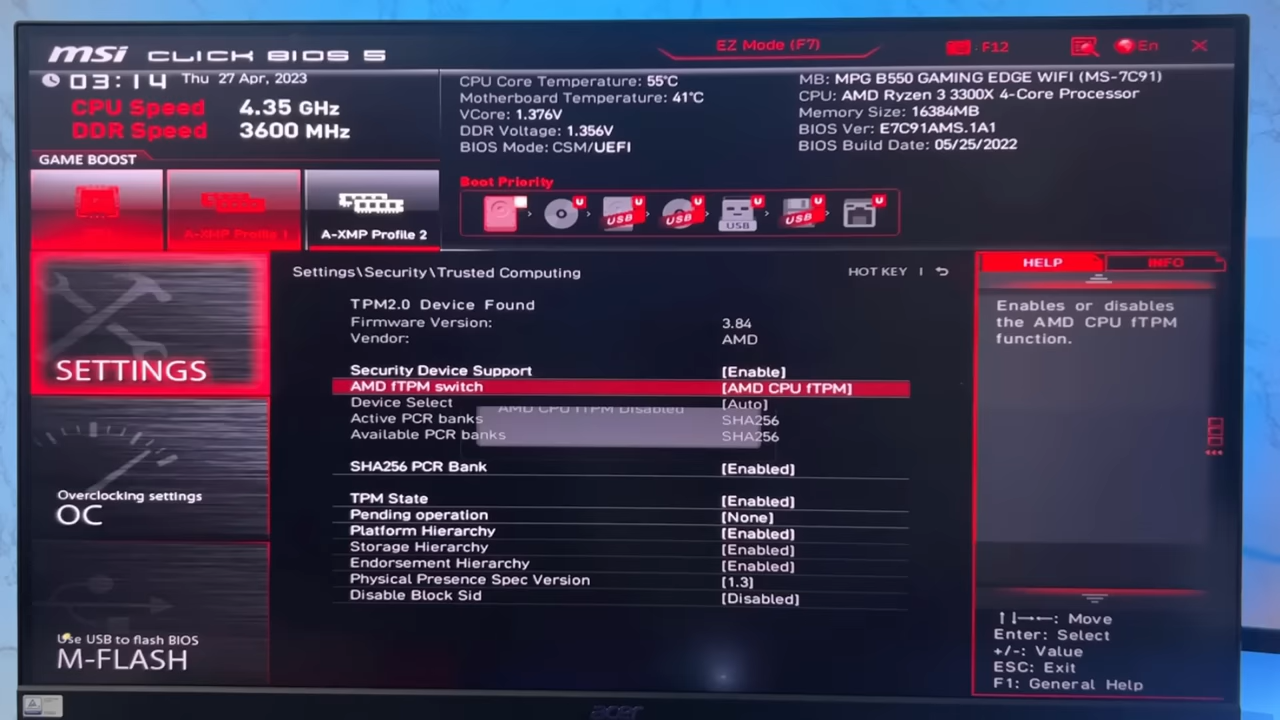 msi CLICK BIOS 5
EZ Mode (F7)
F12
En
03:14 Thu 27 Apr, 2023
CPU Speed 4.35 GHz
DDR Speed 3600 MHz
CPU Core Temperature: 55°C
Motherboard Temperature: 41°C
VCore: 1.376V
DDR Voltage: 1.356V
BIOS Mode: CSM/UEFI
MB: MPG B550 GAMING EDGE WIFI (MS-7C91)
CPU: AMD Ryzen 3 3300X 4-Core Processor
Memory Size: 16384MB
BIOS Ver: E7C91AMS.1A1
BIOS Build Date: 05/25/2022
GAME BOOST
A-XMP Profile 1
A-XMP Profile 2
Boot Priority
U U USB U USB U USB U USB U
SETTINGS
Overclocking settings
OC
Use USB to flash BIOS
M-FLASH
Settings\Security\Trusted Computing
HOT KEY
TPM2.0 Device Found
Firmware Version: 3.84
Vendor: AMD
Security Device Support [Enable]
AMD fTPM switch [AMD CPU fTPM]
Device Select [Auto]
AMD CPU fTPM Disabled
Active PCR banks SHA256
Available PCR banks SHA256
SHA256 PCR Bank [Enabled]
TPM State [Enabled]
Pending operation [None]
Platform Hierarchy [Enabled]
Storage Hierarchy [Enabled]
Endorsement Hierarchy [Enabled]
Physical Presence Spec Version [1.3]
Disable Block Sid [Disabled]
HELP
INFO
Enables or disables
the AMD CPU fTPM
function.
↑↓→←: Move
Enter: Select
+/-: Value
ESC: Exit
F1: General Help
acer